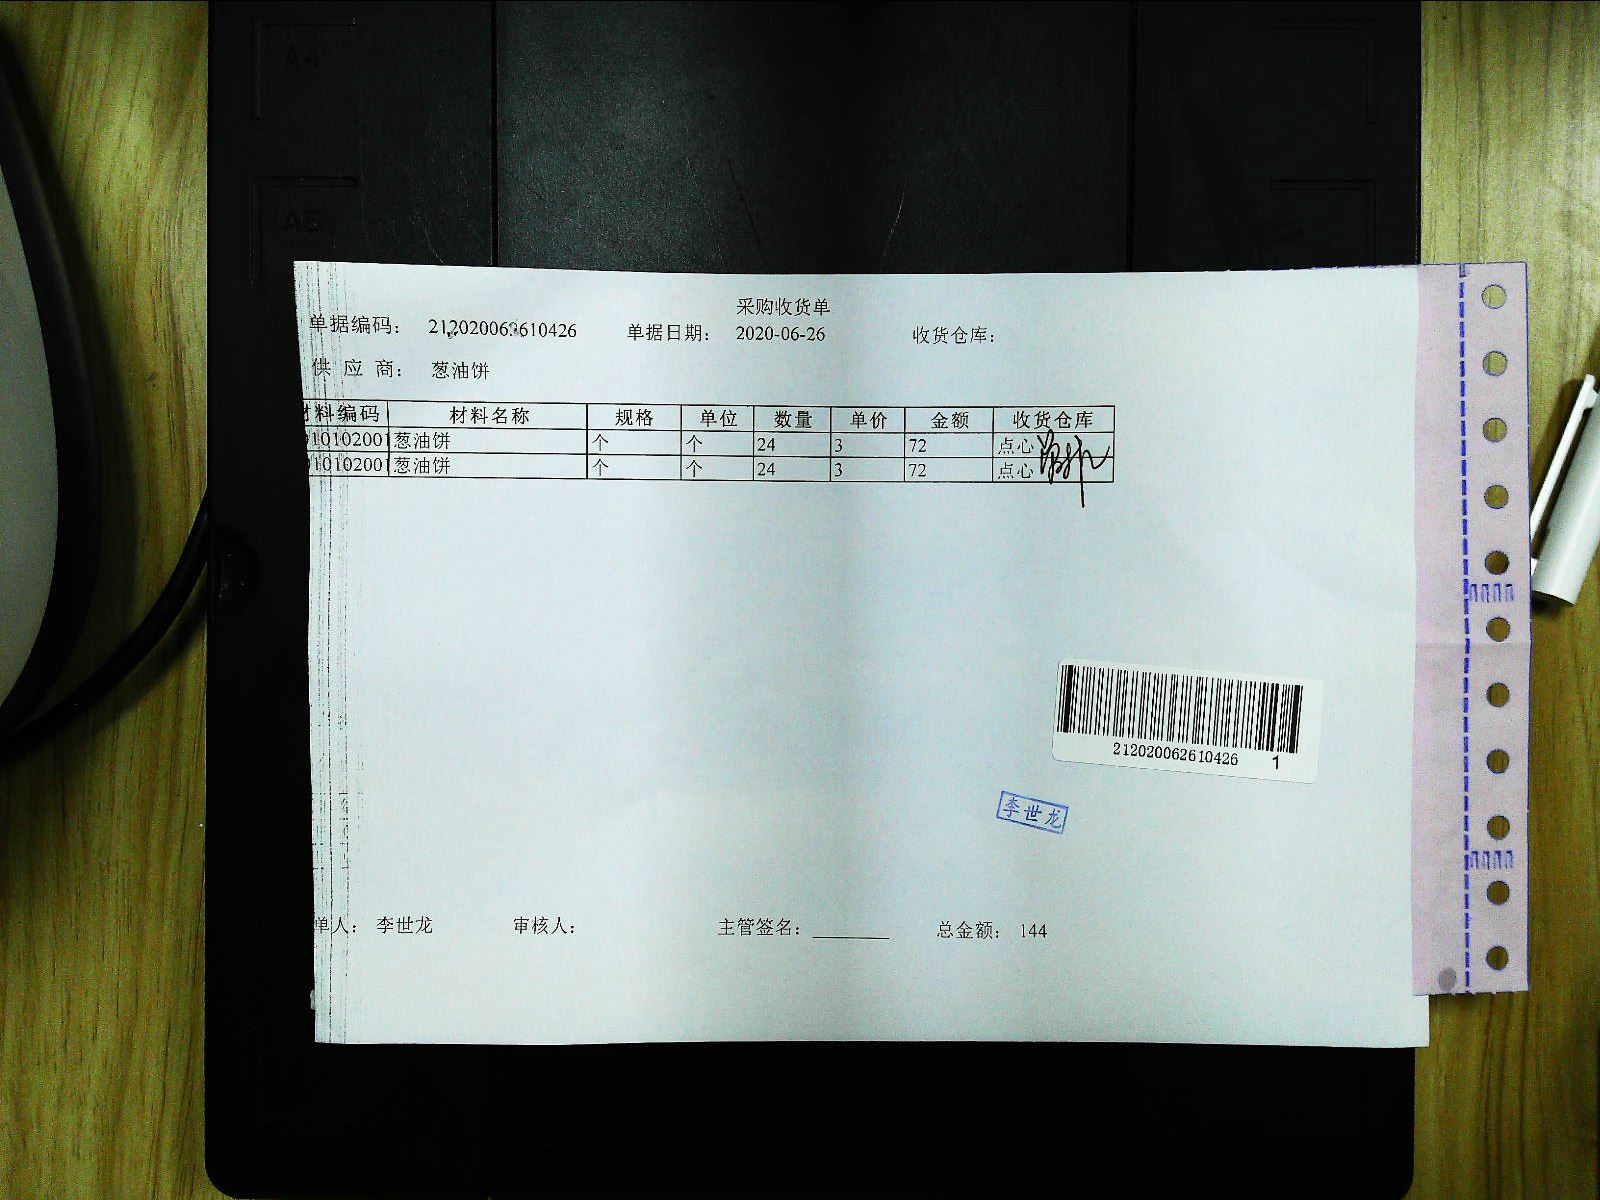 A4
A5
采购收货单
单据编码： 212020062610426 单据日期： 2020-06-26 收货仓库：
供 应 商： 葱油饼
材料编码 材料名称 规格 单位 数量 单价 金额 收货仓库
010102001 葱油饼 个 个 24 3 72 点心
010102001 葱油饼 个 个 24 3 72 点心
212020062610426 1
李世龙
单人： 李世龙 审核人： 主管签名： 总金额： 144